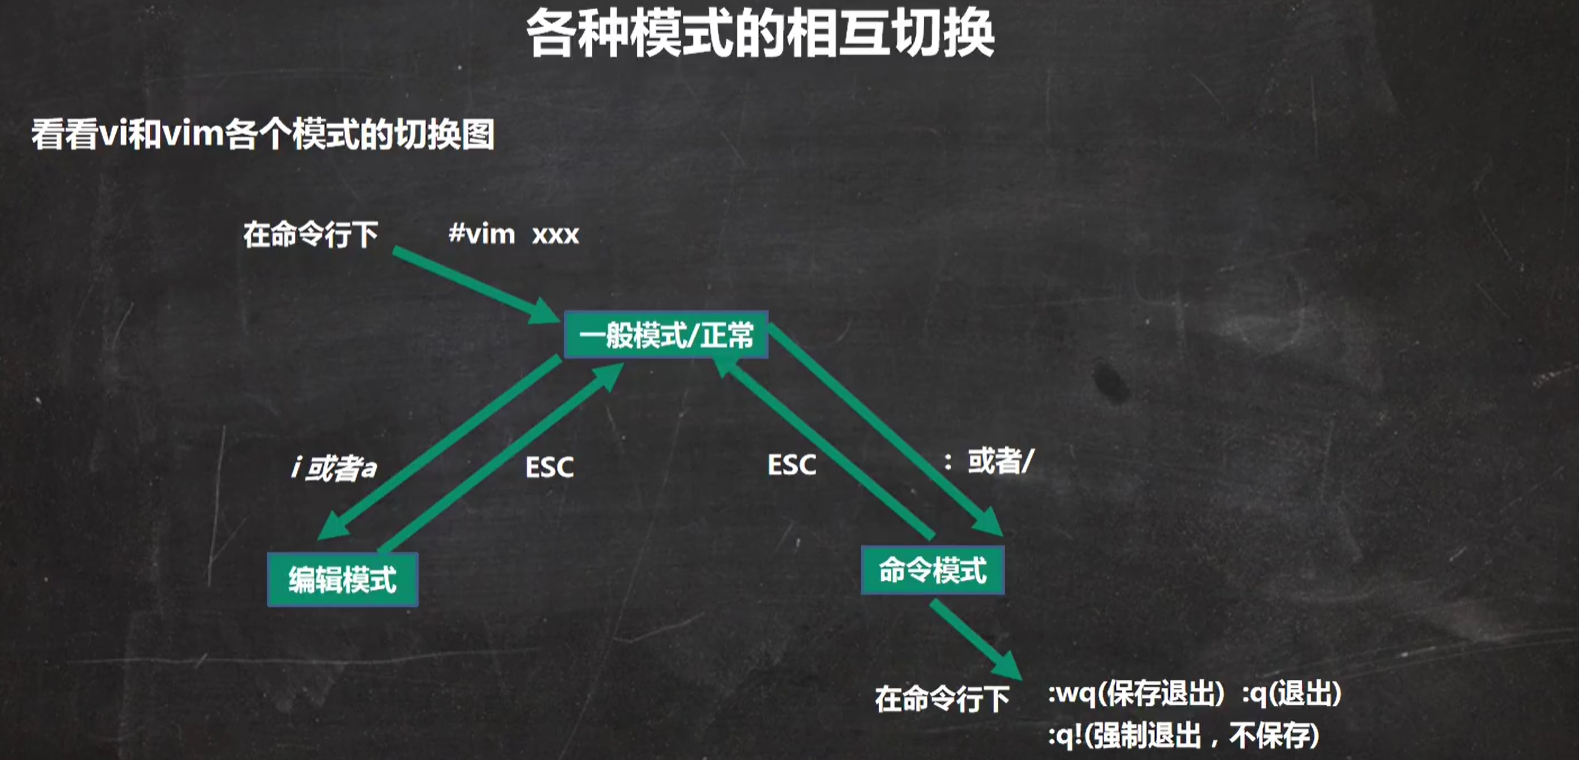 各种模式的相互切换
看看vi和vim各个模式的切换图
在命令行下 #vim xxx
一般模式/正常
i 或者a ESC ESC ：或者/
编辑模式 命令模式
在命令行下 :wq(保存退出) :q(退出)
:q!(强制退出，不保存)